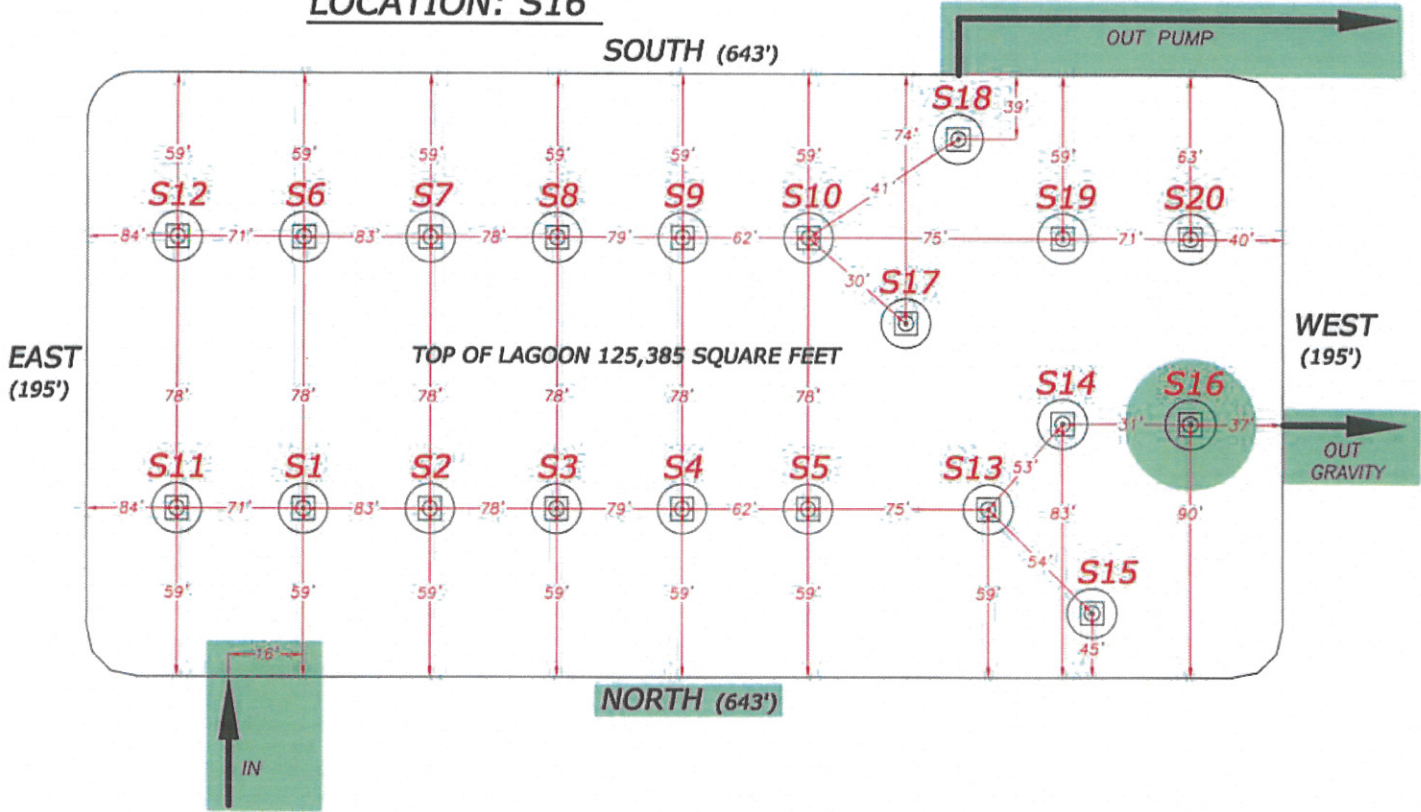 LOCATION: S16
OUT PUMP
SOUTH (643')
S18
39'
74'
59' 59' 59' 59' 59' 59' 59' 63'
S12 S6 S7 S8 S9 S10 S19 S20
41'
84' 71' 83' 78' 79' 62' 75' 71' 40'
30'
S17
EAST
(195')
WEST
(195')
TOP OF LAGOON 125,385 SQUARE FEET
78' 78' 78' 78' 78' 78'
S14 S16
31' 37'
OUT
GRAVITY
S11 S1 S2 S3 S4 S5 S13
53'
84' 71' 83' 78' 79' 62' 75'
83' 90'
54'
S15
59' 59' 59' 59' 59' 59' 59'
45'
16'
NORTH (643')
IN